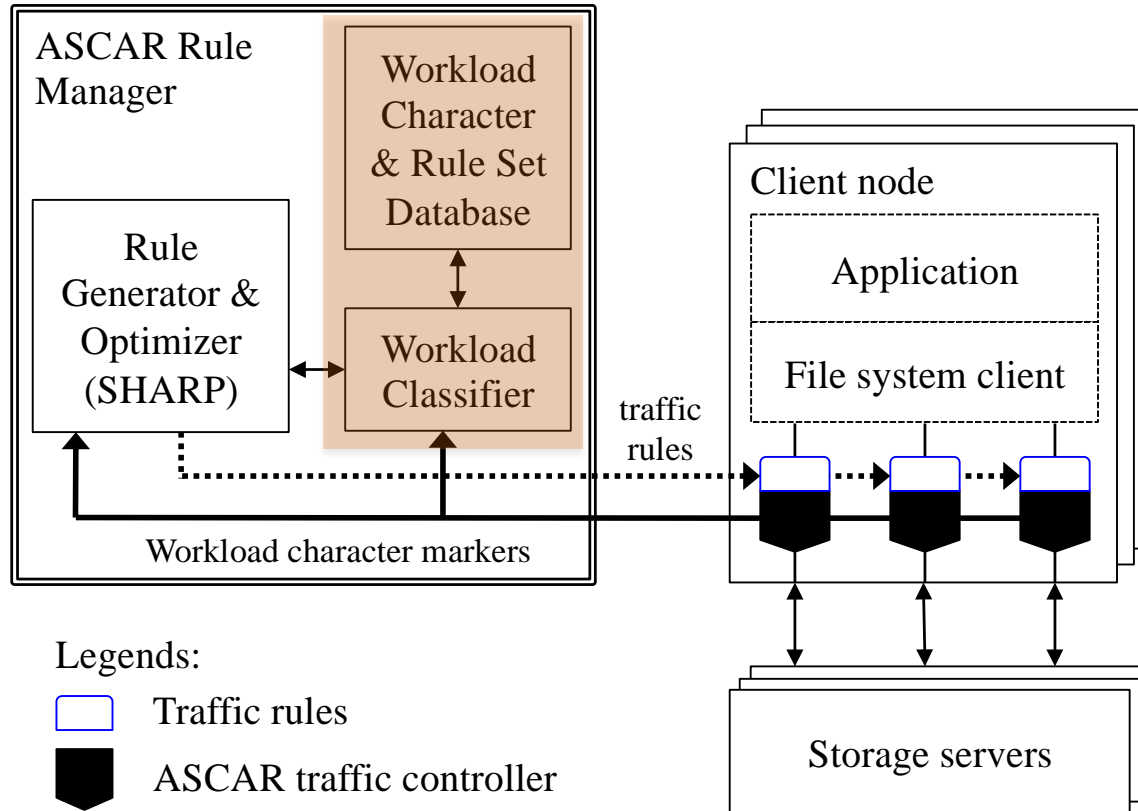 ASCAR Rule
Manager
Workload
Character
& Rule Set
Database
Rule
Generator &
Optimizer
(SHARP)
Workload
Classifier
Workload character markers
traffic
rules
Client node
Application
File system client
Storage servers
Legends:
Traffic rules
ASCAR traffic controller